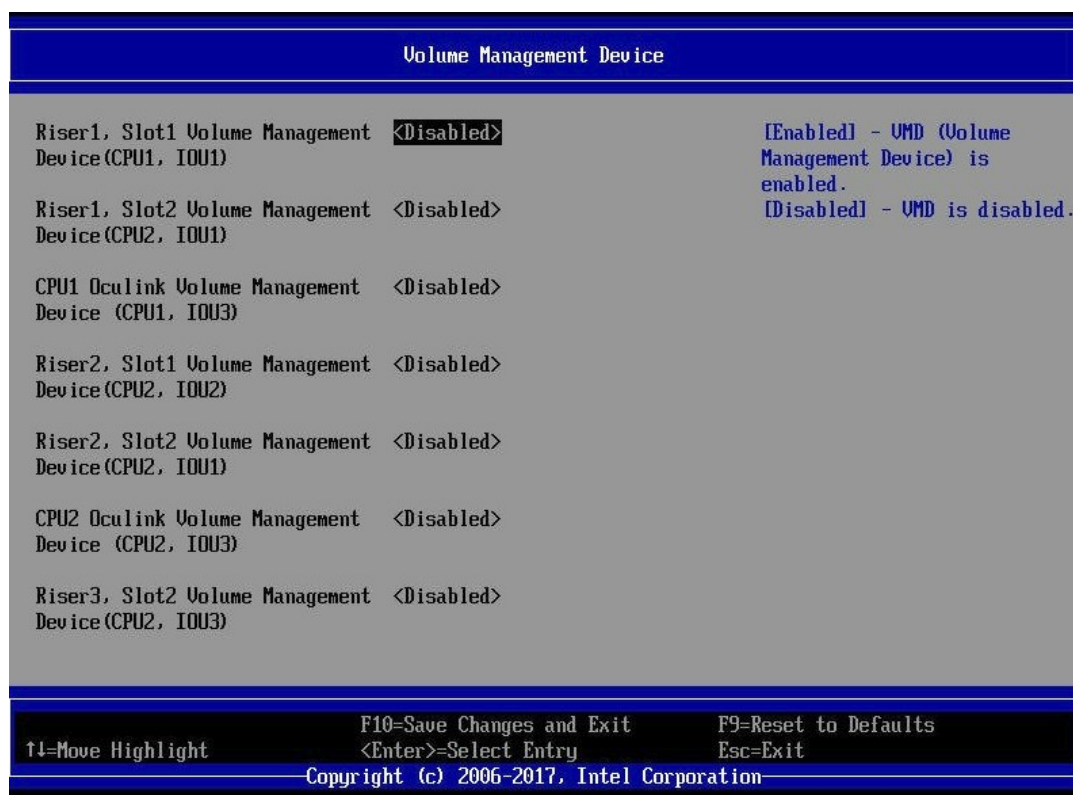 Volume Management Device
Riser1, Slot1 Volume Management <Disabled>
Device(CPU1, IOU1)
Riser1, Slot2 Volume Management <Disabled>
Device(CPU2, IOU1)
CPU1 Oculink Volume Management <Disabled>
Device (CPU1, IOU3)
Riser2, Slot1 Volume Management <Disabled>
Device(CPU2, IOU2)
Riser2, Slot2 Volume Management <Disabled>
Device(CPU2, IOU1)
CPU2 Oculink Volume Management <Disabled>
Device (CPU2, IOU3)
Riser3, Slot2 Volume Management <Disabled>
Device(CPU2, IOU3)
[Enabled] - VMD (Volume
Management Device) is
enabled.
[Disabled] - VMD is disabled.
F10=Save Changes and Exit F9=Reset to Defaults
↑↓=Move Highlight <Enter>=Select Entry Esc=Exit
Copyright (c) 2006-2017, Intel Corporation